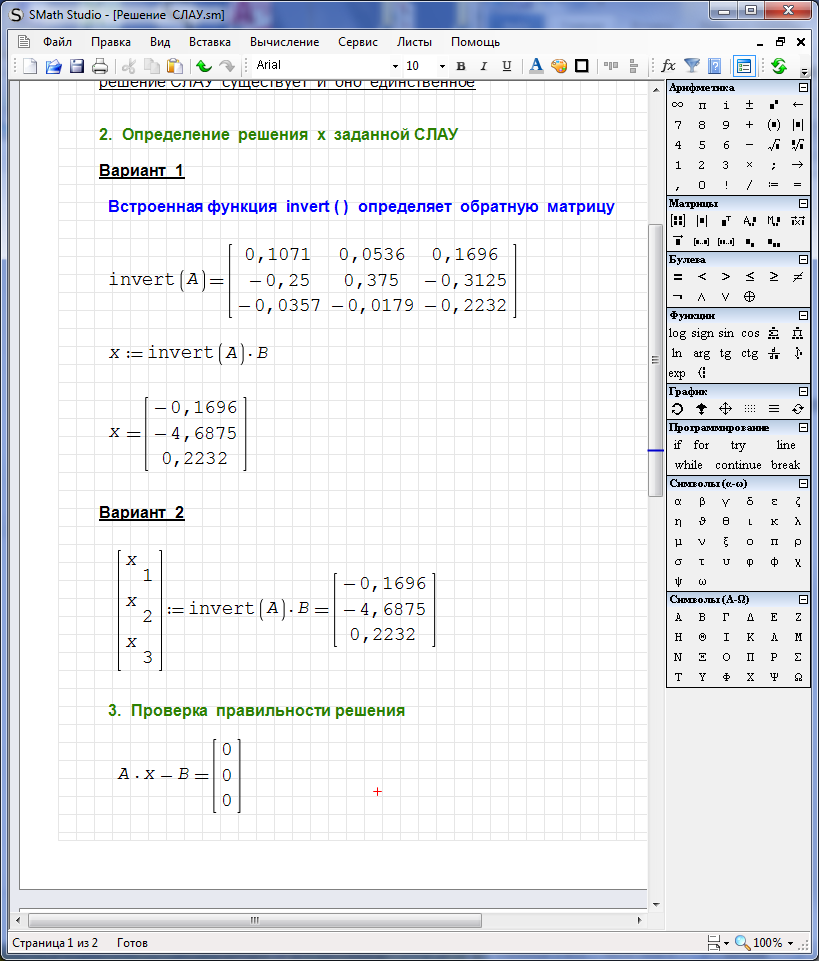 SMath Studio - [Решение СЛАУ.sm]
Файл Правка Вид Вставка Вычисление Сервис Листы Помощь
Arial 10 B I U A fx
решение СЛАУ существует и оно единственное
2. Определение решения x заданной СЛАУ
Вариант 1
Встроенная функция invert ( ) определяет обратную матрицу
invert(A)=
0,1071 0,0536 0,1696
−0,25 0,375 −0,3125
−0,0357 −0,0179 −0,2232
x:=invert(A)·B
x=
−0,1696
−4,6875
0,2232
Вариант 2
x 1
x 2
x 3
:=invert(A)·B=
−0,1696
−4,6875
0,2232
3. Проверка правильности решения
A·x−B=
0
0
0
Арифметика
∞ π i ± ←
7 8 9 + (▪) |▪|
4 5 6 − √
1 2 3 × ; →
, 0 ! / := =
Матрицы
Булева
= < > ≤ ≥ ≠
¬ ∧ ∨ ⊕
Функции
log sign sin cos
ln arg tg ctg
exp
График
Программирование
if for try line
while continue break
Символы (α-ω)
α β γ δ ε ζ
η ϑ θ ι κ λ
μ ν ξ ο π ρ
σ τ υ φ φ χ
ψ ω
Символы (Α-Ω)
Α Β Γ Δ Ε Ζ
Η Θ Ι Κ Λ Μ
Ν Ξ Ο Π Ρ Σ
Τ Υ Φ Χ Ψ Ω
Страница 1 из 2 Готов 100%